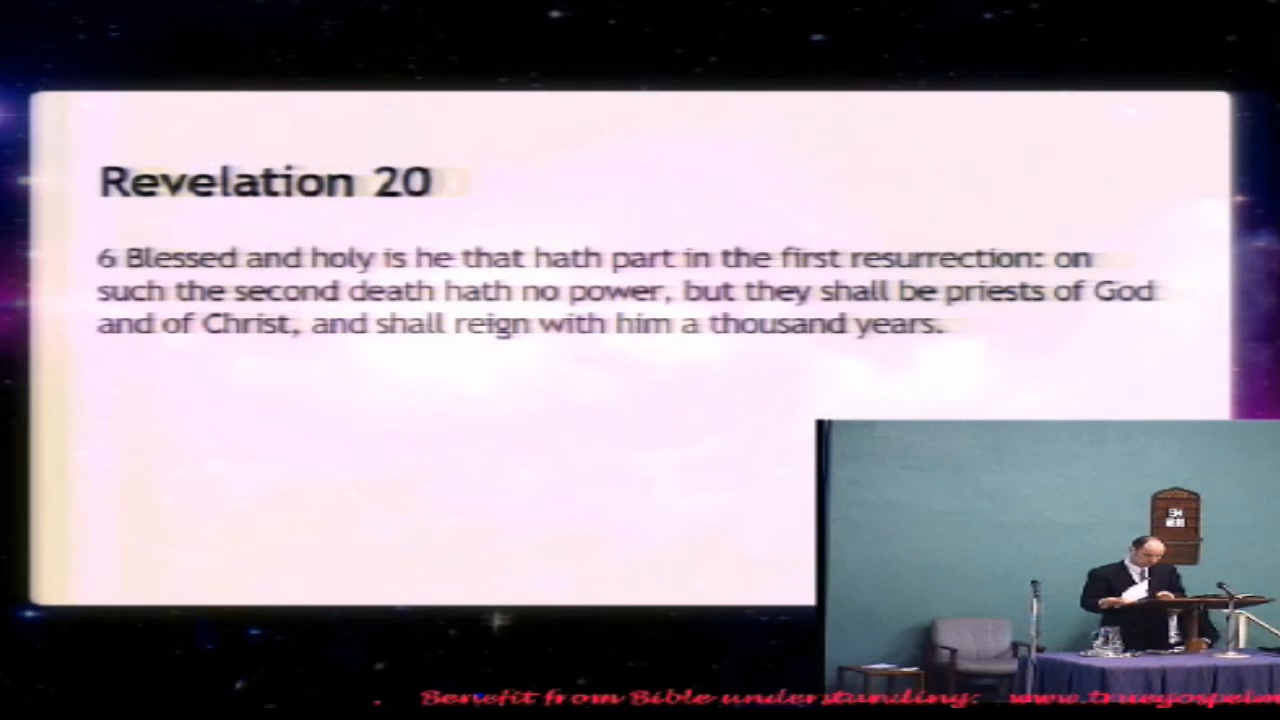 Revelation 20
6 Blessed and holy is he that hath part in the first resurrection: on
such the second death hath no power, but they shall be priests of God
and of Christ, and shall reign with him a thousand years.
. Benefit from Bible understanding: www.truegospelm